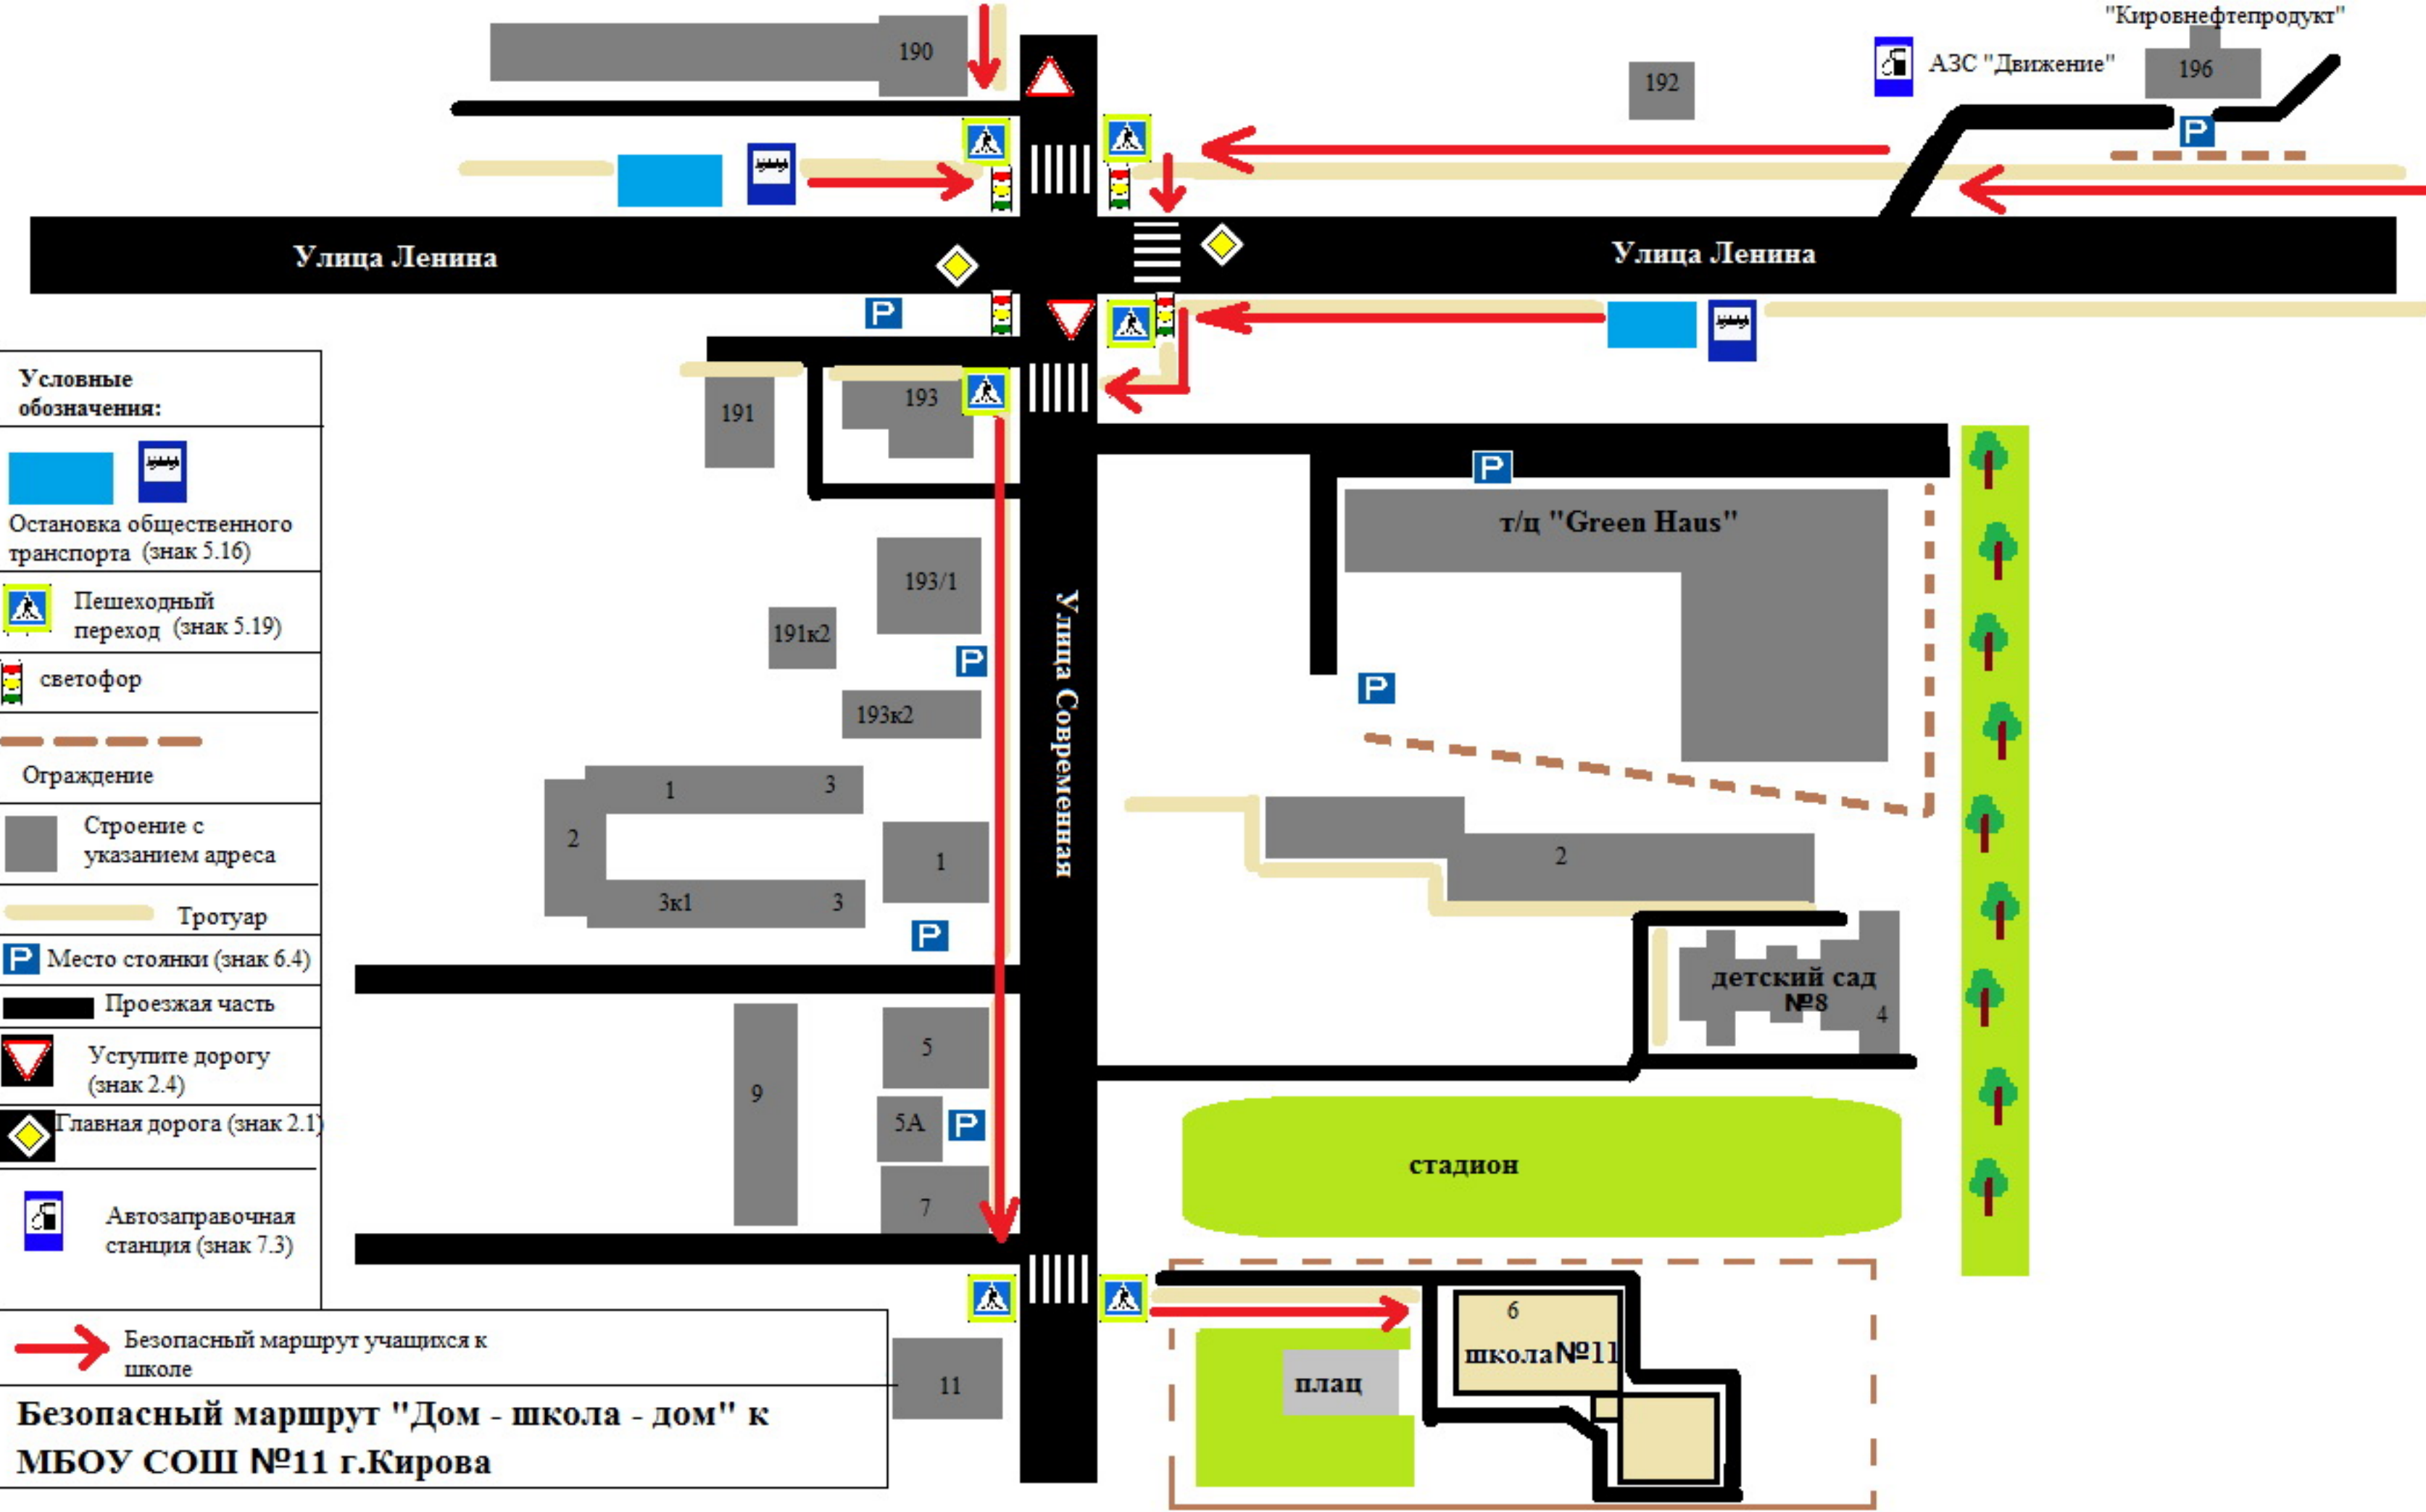 "Кировнефтепродукт"
190
192
АЗС "Движение"
196
P
Улица Ленина
Улица Ленина
P
Условные
обозначения:
Остановка общественного
транспорта (знак 5.16)
Пешеходный
переход (знак 5.19)
светофор
Ограждение
Строение с
указанием адреса
Тротуар
P Место стоянки (знак 6.4)
Проезжая часть
Уступите дорогу
(знак 2.4)
Главная дорога (знак 2.1)
Автозаправочная
станция (знак 7.3)
Безопасный маршрут учащихся к
школе
Безопасный маршрут "Дом - школа - дом" к
МБОУ СОШ №11 г.Кирова
191
193
193/1
191к2
P
193к2
1
3
2
1
3к1
3
P
5
9
5А
P
7
11
Улица Современная
P
т/ц "Green Haus"
P
2
детский сад
№8
4
стадион
6
школа№11
плац